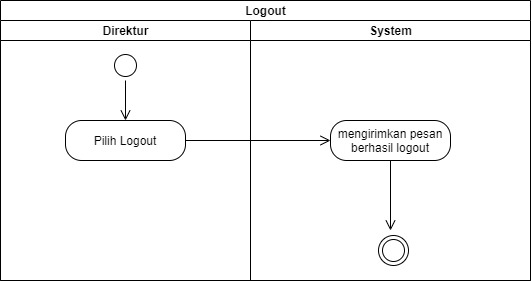 Logout
Direktur
System
Pilih Logout
mengirimkan pesan
berhasil logout